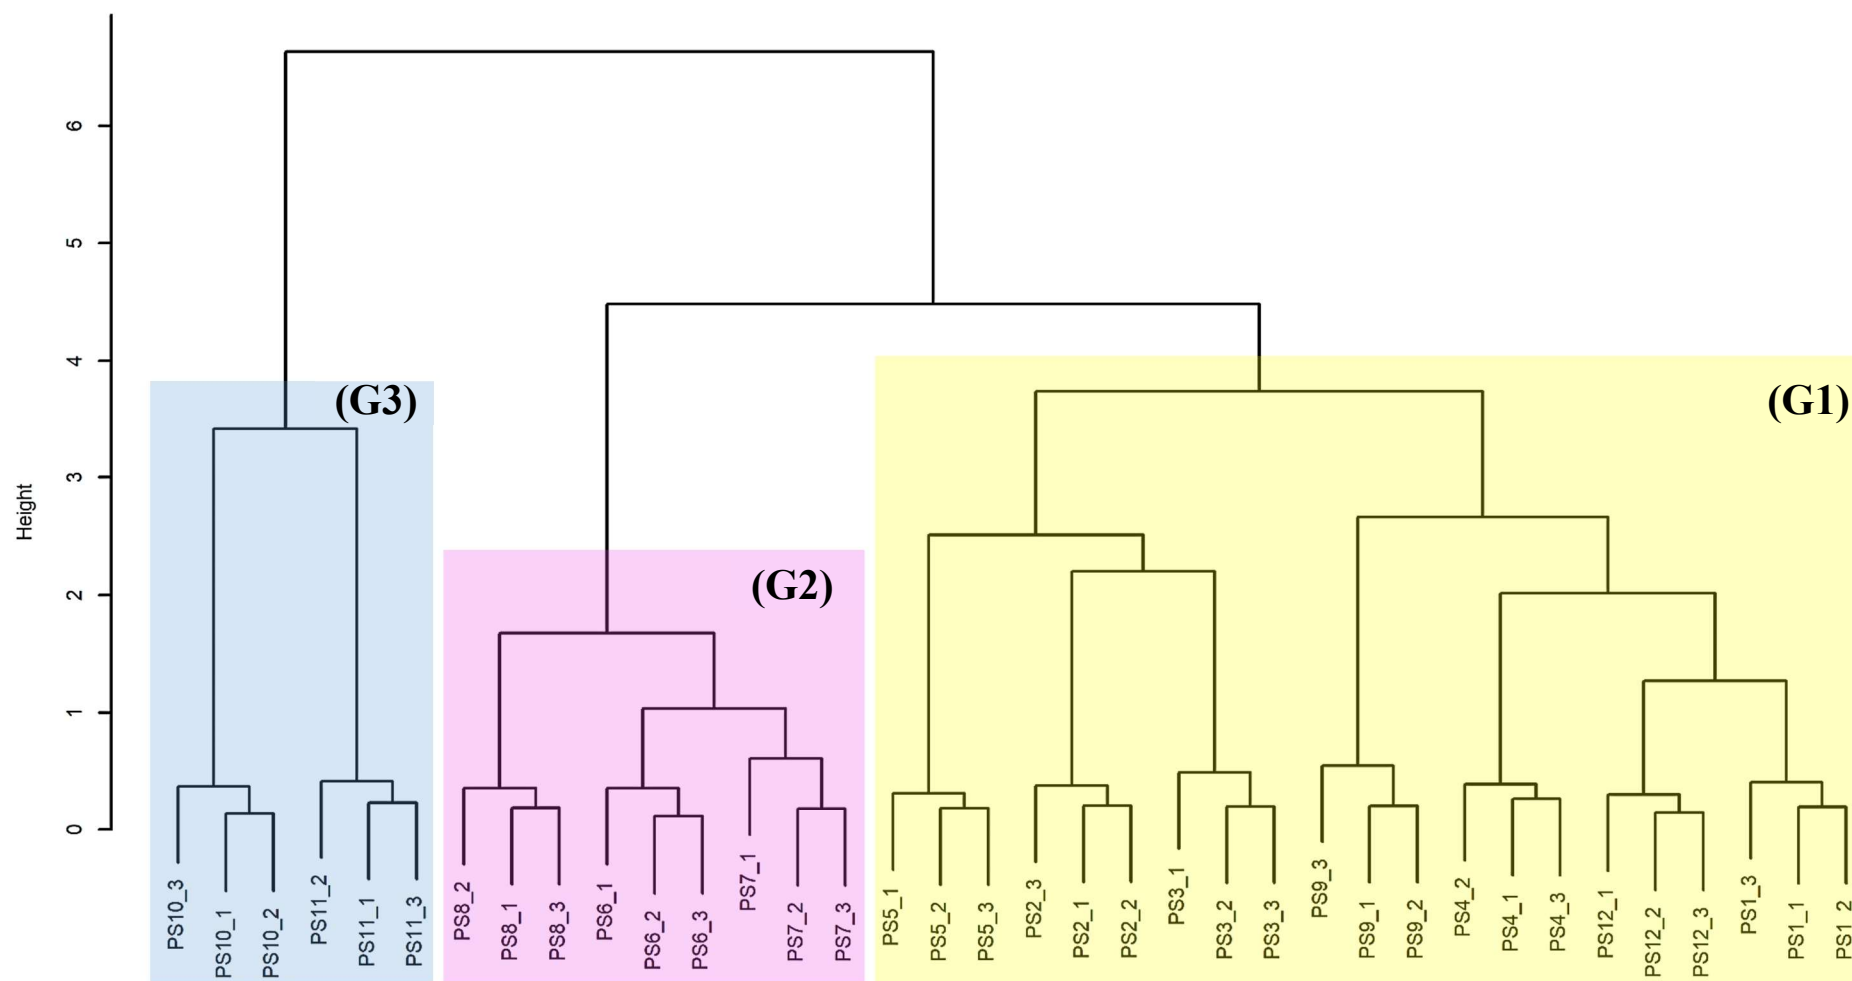 Height
6
5
4
3
2
1
0
(G3)
(G2)
(G1)
PS10_3
PS10_1
PS10_2
PS11_2
PS11_1
PS11_3
PS8_2
PS8_1
PS8_3
PS6_1
PS6_2
PS6_3
PS7_1
PS7_2
PS7_3
PS5_1
PS5_2
PS5_3
PS2_3
PS2_1
PS2_2
PS3_1
PS3_2
PS3_3
PS9_3
PS9_1
PS9_2
PS4_2
PS4_1
PS4_3
PS12_1
PS12_2
PS12_3
PS1_3
PS1_1
PS1_2